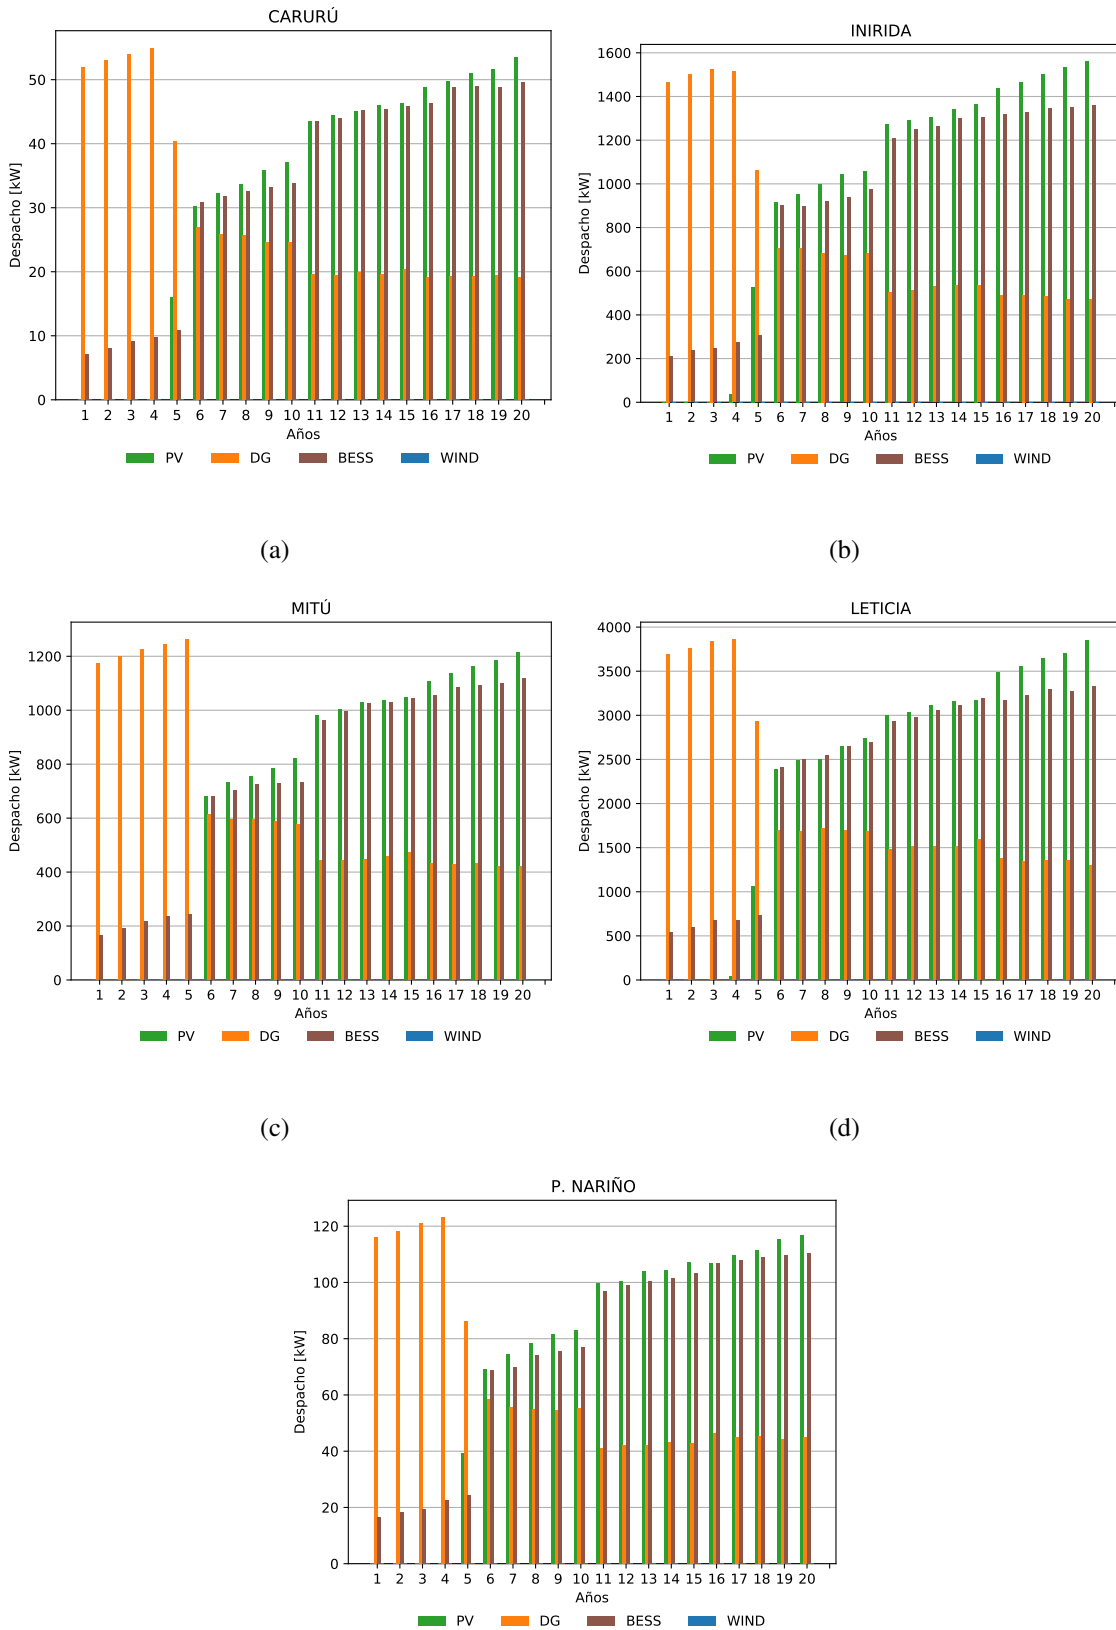 CARURÚ
Despacho [kW]
50
40
30
20
10
0
1 2 3 4 5 6 7 8 9 10 11 12 13 14 15 16 17 18 19 20
Años
PV DG BESS WIND
(a)
INIRIDA
Despacho [kW]
1600
1400
1200
1000
800
600
400
200
0
1 2 3 4 5 6 7 8 9 10 11 12 13 14 15 16 17 18 19 20
Años
PV DG BESS WIND
(b)
MITÚ
Despacho [kW]
1200
1000
800
600
400
200
0
1 2 3 4 5 6 7 8 9 10 11 12 13 14 15 16 17 18 19 20
Años
PV DG BESS WIND
(c)
LETICIA
Despacho [kW]
4000
3500
3000
2500
2000
1500
1000
500
0
1 2 3 4 5 6 7 8 9 10 11 12 13 14 15 16 17 18 19 20
Años
PV DG BESS WIND
(d)
P. NARIÑO
Despacho [kW]
120
100
80
60
40
20
0
1 2 3 4 5 6 7 8 9 10 11 12 13 14 15 16 17 18 19 20
Años
PV DG BESS WIND